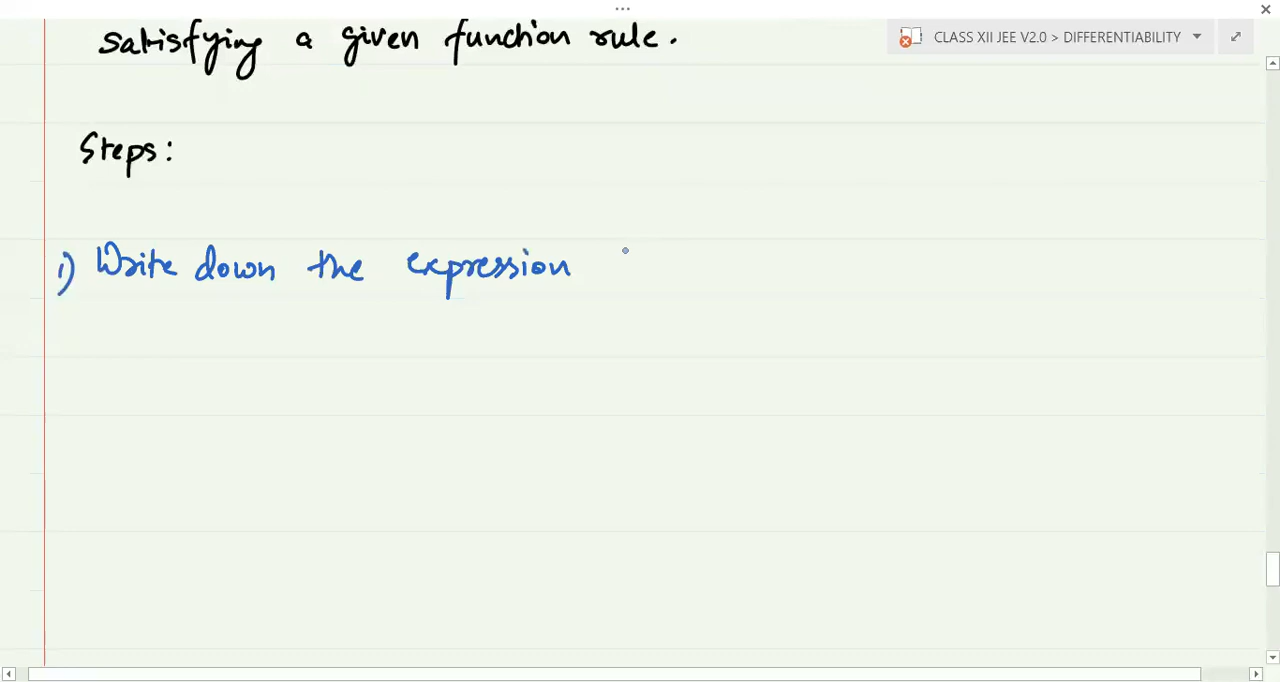 satisfying a given function rule.
CLASS XII JEE V2.0 > DIFFERENTIABILITY
Steps:
1) Write down the expression